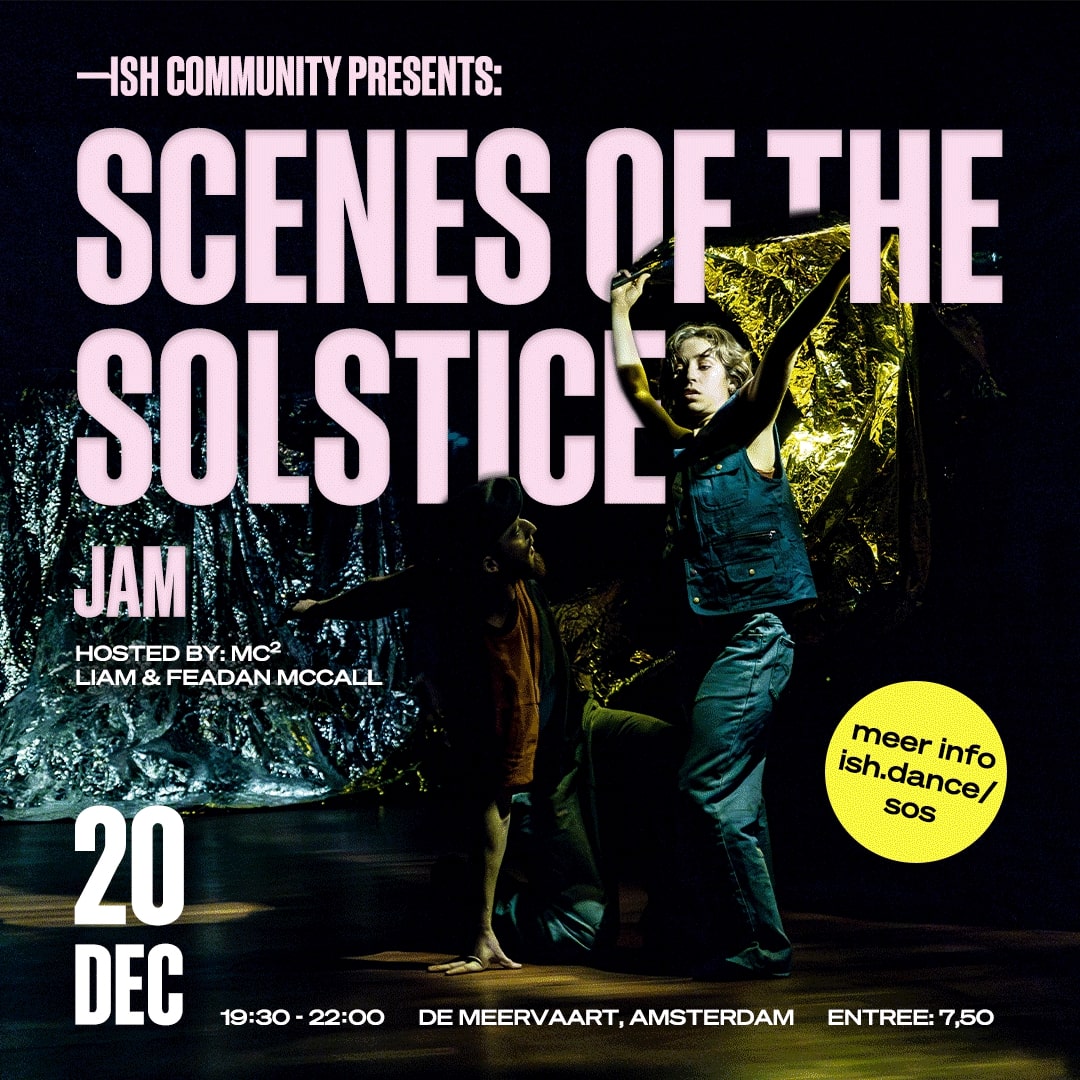 —ISH COMMUNITY PRESENTS:
SCENES OF THE
SOLSTICE
JAM
HOSTED BY: MC²
LIAM & FEADAN MCCALL
meer info
ish.dance/
sos
20
DEC
19:30 - 22:00 DE MEERVAART, AMSTERDAM ENTREE: 7,50